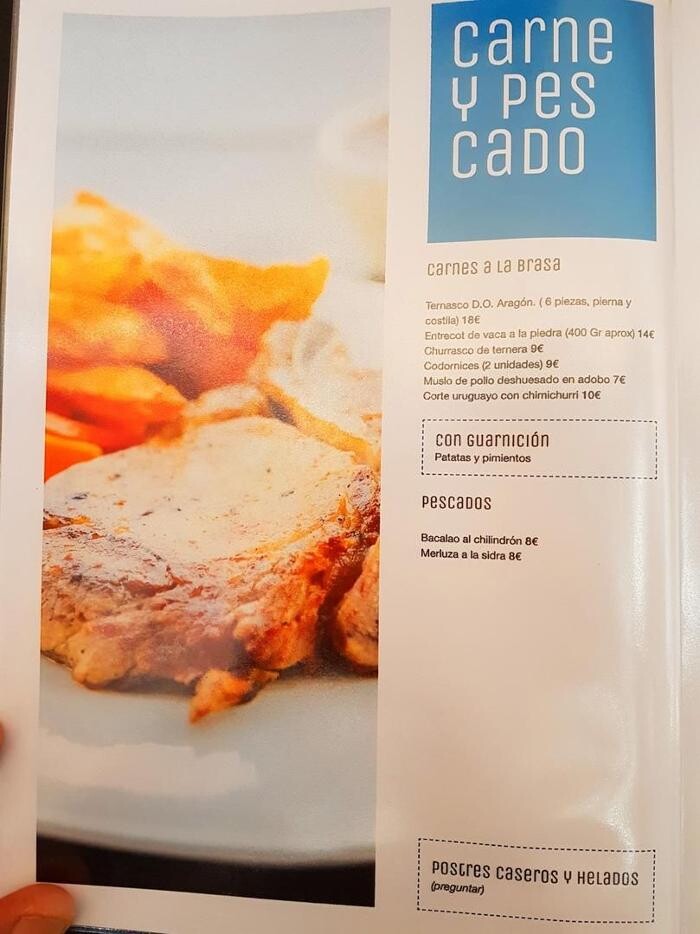 carne
y pes
cado
carnes a la brasa
Ternasco D.O. Aragón. ( 6 piezas, pierna y
costila) 18€
Entrecot de vaca a la piedra (400 Gr aprox) 14€
Churrasco de ternera 9€
Codornices (2 unidades) 9€
Muslo de pollo deshuesado en adobo 7€
Corte uruguayo con chimichurri 10€
con guarnición
Patatas y pimientos
pescados
Bacalao al chilindrón 8€
Merluza a la sidra 8€
postres caseros y helados
(preguntar)